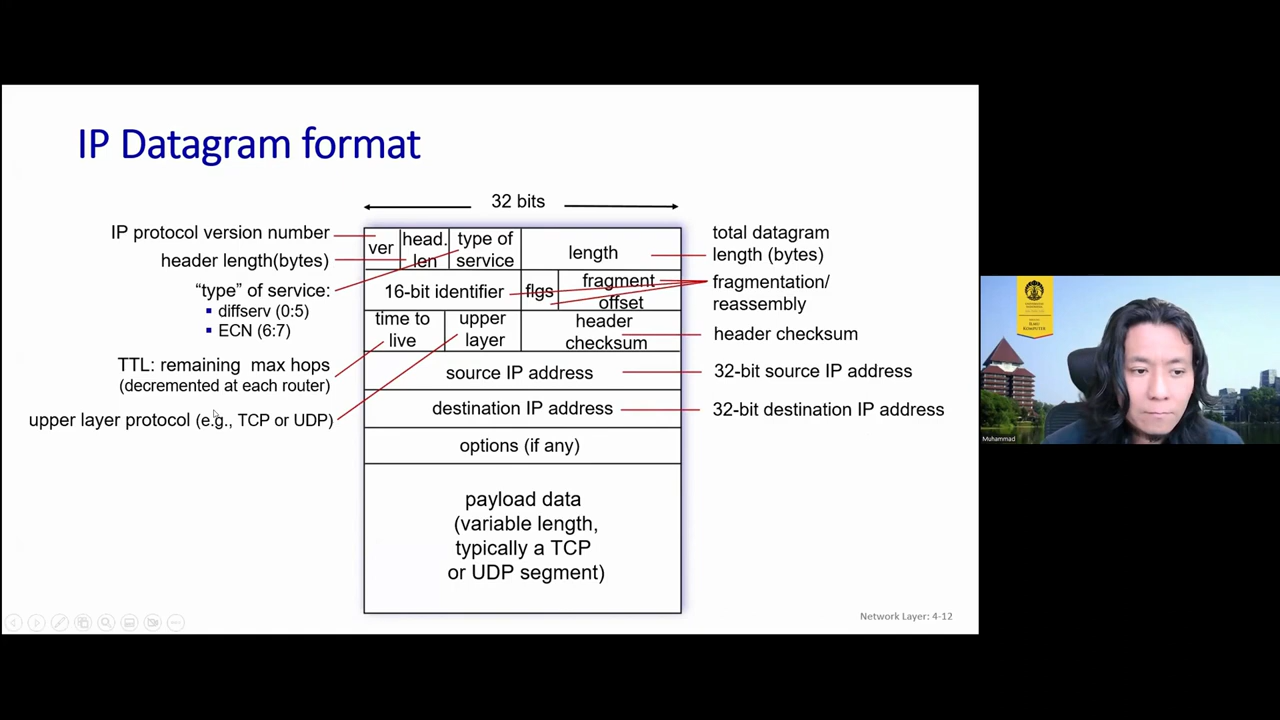 IP Datagram format
32 bits
IP protocol version number
header length(bytes)
“type” of service:
▪ diffserv (0:5)
▪ ECN (6:7)
TTL: remaining max hops
(decremented at each router)
upper layer protocol (e.g., TCP or UDP)
ver
head.
len
type of
service
length
16-bit identifier
flgs
fragment
offset
time to
live
upper
layer
header
checksum
source IP address
destination IP address
options (if any)
payload data
(variable length,
typically a TCP
or UDP segment)
total datagram
length (bytes)
fragmentation/
reassembly
header checksum
32-bit source IP address
32-bit destination IP address
Network Layer: 4-12
ILMU
KOMPUTER
Muhammad